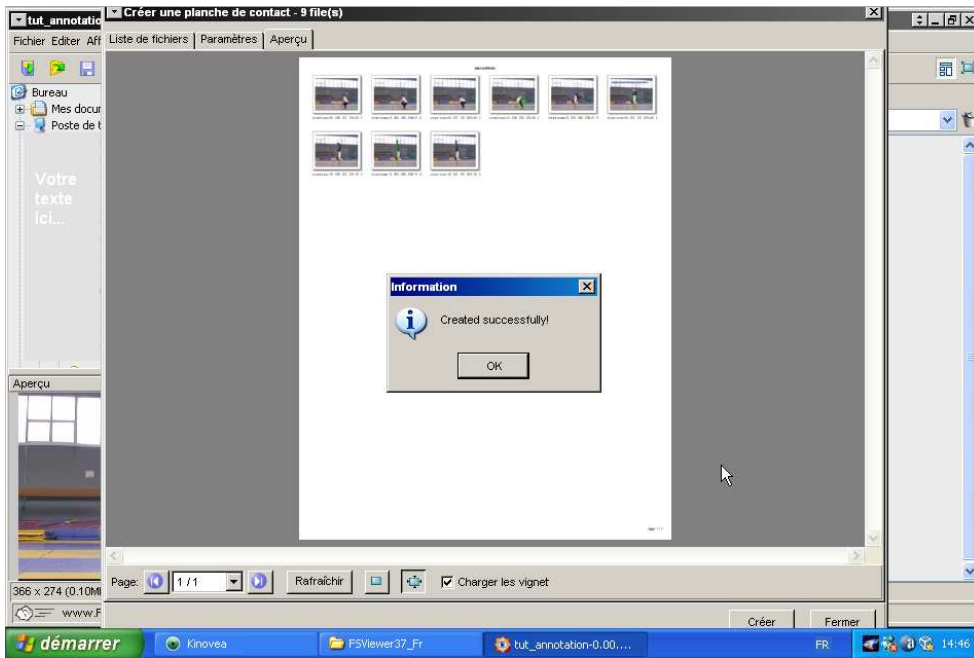 tut_annotatio
Créer une planche de contact - 9 file(s)
Fichier Editer Aff
Liste de fichiers
Paramètres
Aperçu
Bureau
Mes docum
Poste de t
Votre
texte
Ici...
Information
Created successfully!
OK
Aperçu
Page:
1 / 1
Rafraîchir
Charger les vignet
366 x 274 (0.10M
www.F
Créer
Fermer
démarrer
Kinovea
FSViewer37_Fr
tut_annotation-0.00....
FR
14:46